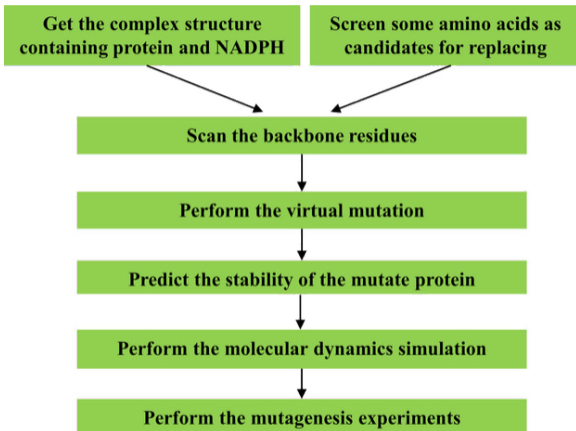 Get the complex structure
containing protein and NADPH
Screen some amino acids as
candidates for replacing
Scan the backbone residues
Perform the virtual mutation
Predict the stability of the mutate protein
Perform the molecular dynamics simulation
Perform the mutagenesis experiments